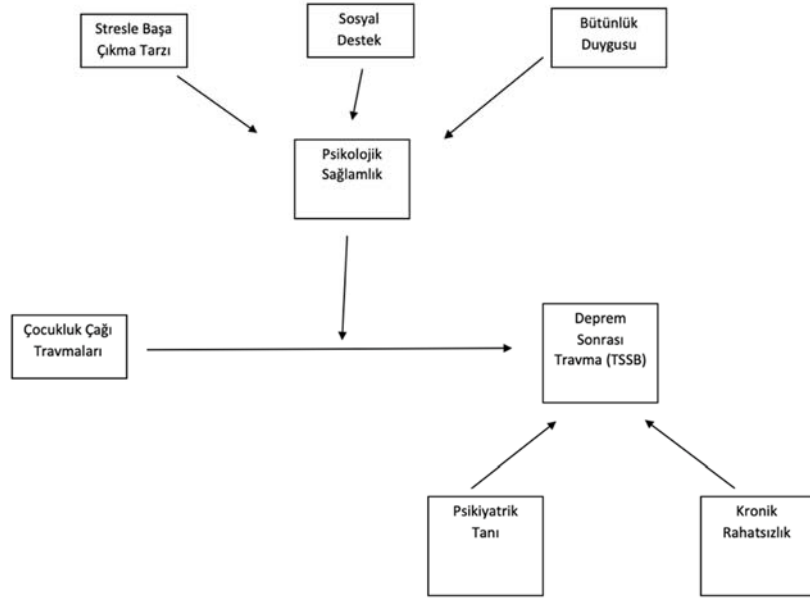 Stresle Başa
Çıkma Tarzı
Sosyal
Destek
Bütünlük
Duygusu
Psikolojik
Sağlamlık
Çocukluk Çağı
Travmaları
Deprem
Sonrası
Travma (TSSB)
Psikiyatrik
Tanı
Kronik
Rahatsızlık